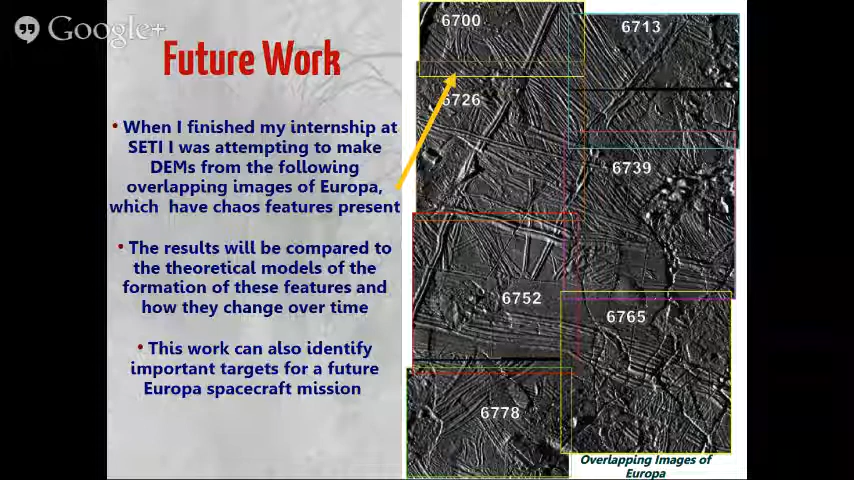 Google+
Future Work
• When I finished my internship at
SETI I was attempting to make
DEMs from the following
overlapping images of Europa,
which have chaos features present
• The results will be compared to
the theoretical models of the
formation of these features and
how they change over time
• This work can also identify
important targets for a future
Europa spacecraft mission
6700
6713
6726
6739
6752
6765
6778
Overlapping Images of
Europa